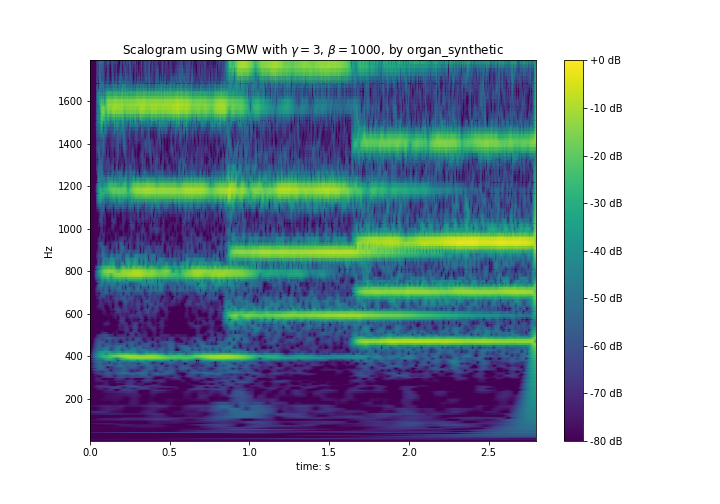 Scalogram using GMW with γ = 3, β = 1000, by organ_synthetic
Hz
1600
1400
1200
1000
800
600
400
200
0.0 0.5 1.0 1.5 2.0 2.5
time: s
+0 dB
-10 dB
-20 dB
-30 dB
-40 dB
-50 dB
-60 dB
-70 dB
-80 dB